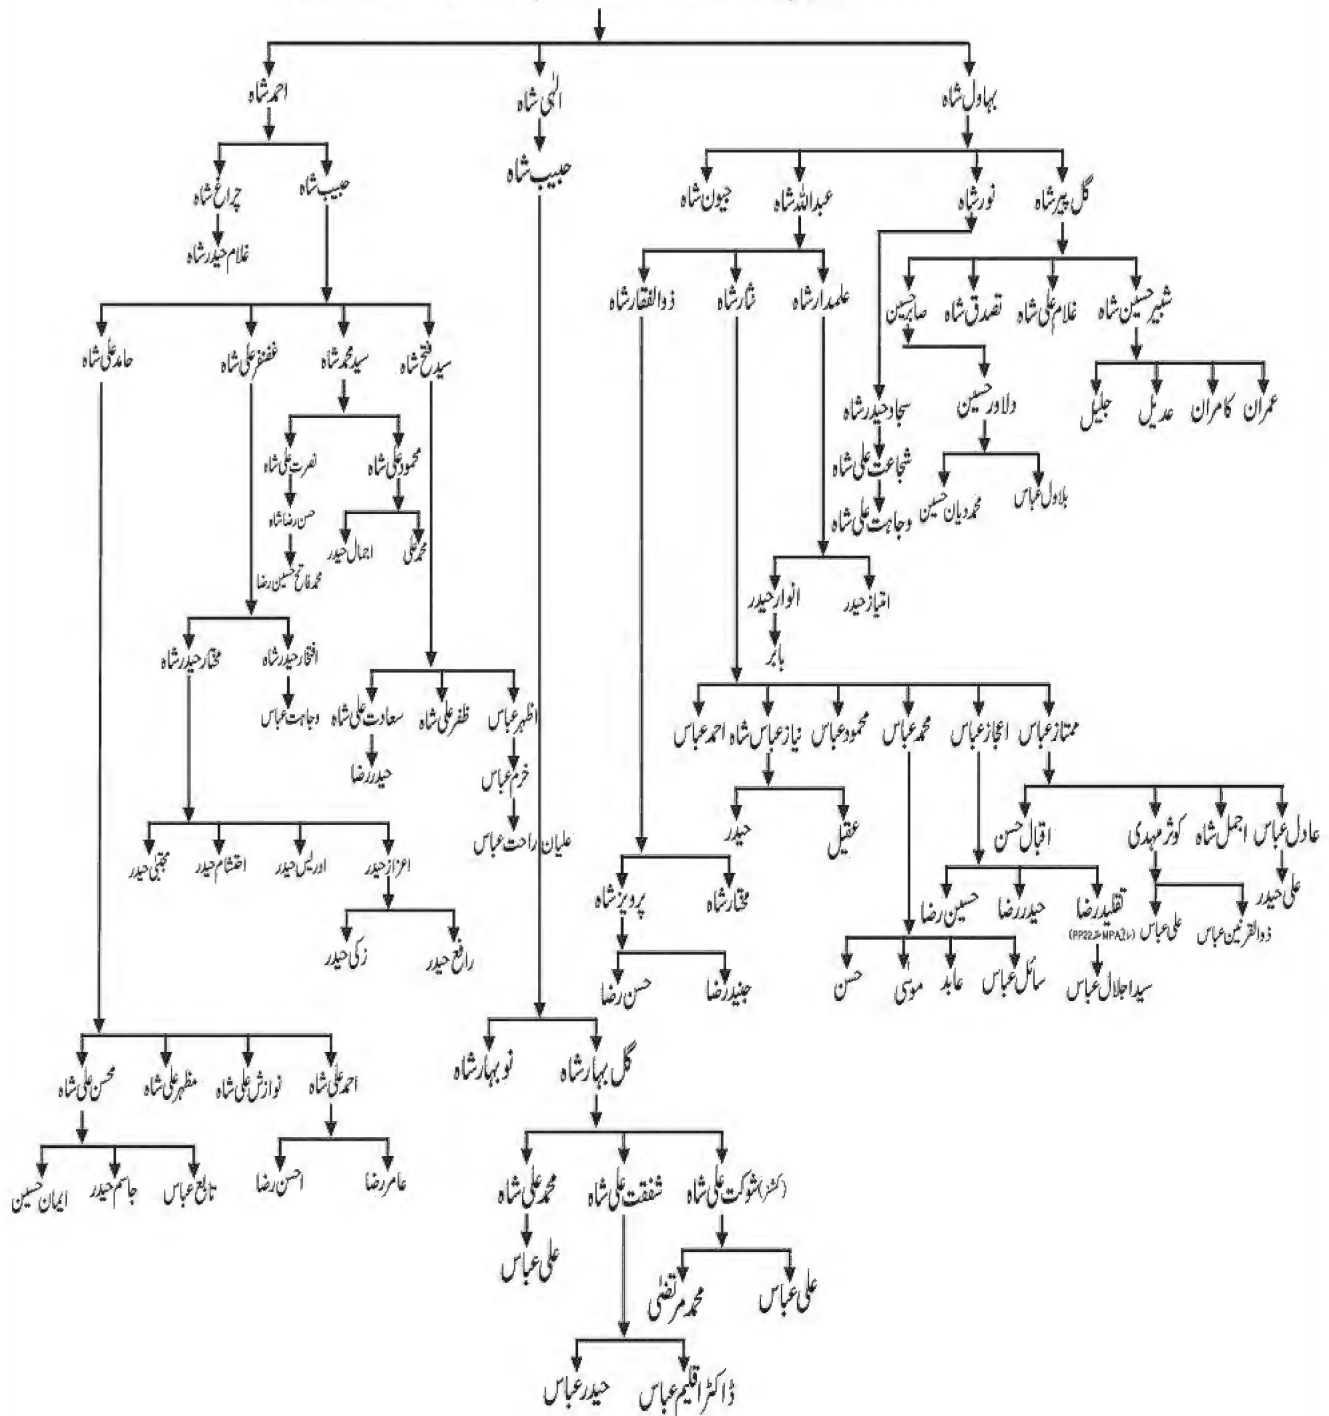 بہاول شاہ
الٰہی شاہ
احمد شاہ
گل پیر شاہ
نور شاہ
عبداللہ شاہ
جیون شاہ
حبیب شاہ
حبیب شاہ
چراغ شاہ
غلام حیدر شاہ
شبیر حسین شاہ
غلام علی شاہ
تصدق شاہ
صابر حسین
علمدار شاہ
نثار شاہ
ذوالفقار شاہ
سید فتح شاہ
سید محمد شاہ
غضنفر علی شاہ
حامد علی شاہ
عمران
کامران
عدیل
جلیل
دلاور حسین
سجاد حیدر شاہ
شجاعت علی شاہ
وجاہت علی شاہ
بلاول عباس
محمد دیان حسین
محمود علی شاہ
نصرت علی شاہ
حسن رضا شاہ
محمد علی
اجمال حیدر
محمد فاتح حسین رضا
امتیاز حیدر
انوار حیدر
بابر
افتخار حیدر شاہ
مختار حیدر شاہ
وجاہت عباس
اظہر عباس
ظفر علی شاہ
سعادت علی شاہ
خرم عباس
حیدر رضا
علیان راحت عباس
ممتاز عباس
اعجاز عباس
محمد عباس
محمود عباس
نیاز عباس شاہ
احمد عباس
عادل عباس
اجمل شاہ
کوثر مہدی
اقبال حسن
عقیل
حیدر
اعزاز حیدر
ادریس حیدر
احتشام حیدر
مجتبیٰ حیدر
علی حیدر
تقلید رضا
حیدر رضا
حسین رضا
مختار شاہ
پرویز شاہ
ذوالقرنین عباس
علی عباس
رافع حیدر
زکی حیدر
سید اجلال عباس
سائل عباس
عابد
موسیٰ
حسن
جنید رضا
حسن رضا
گل بہار شاہ
نو بہار شاہ
احمد علی شاہ
نوازش علی شاہ
مظہر علی شاہ
محسن علی شاہ
عامر رضا
احسن رضا
تابع عباس
جاسم حیدر
ایمان حسین
شوکت علی شاہ (کمشنر)
شفقت علی شاہ
محمد علی شاہ
علی عباس
علی عباس
محمد مرتضیٰ
ڈاکٹر اقلیم عباس
حیدر عباس